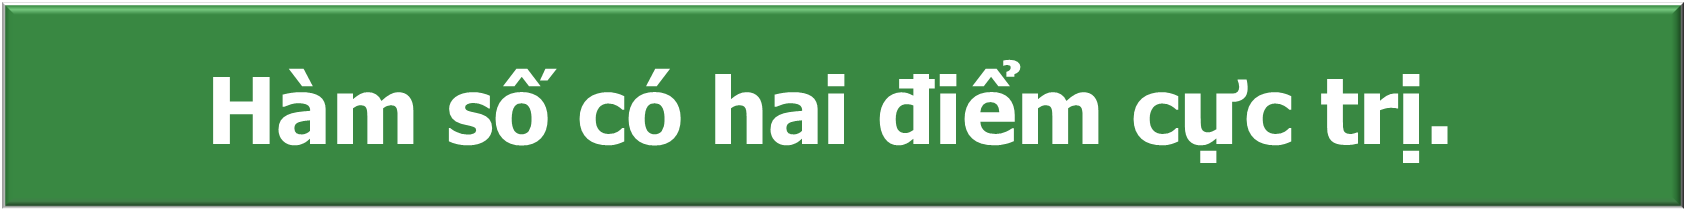 Hàm số có hai điểm cực trị.